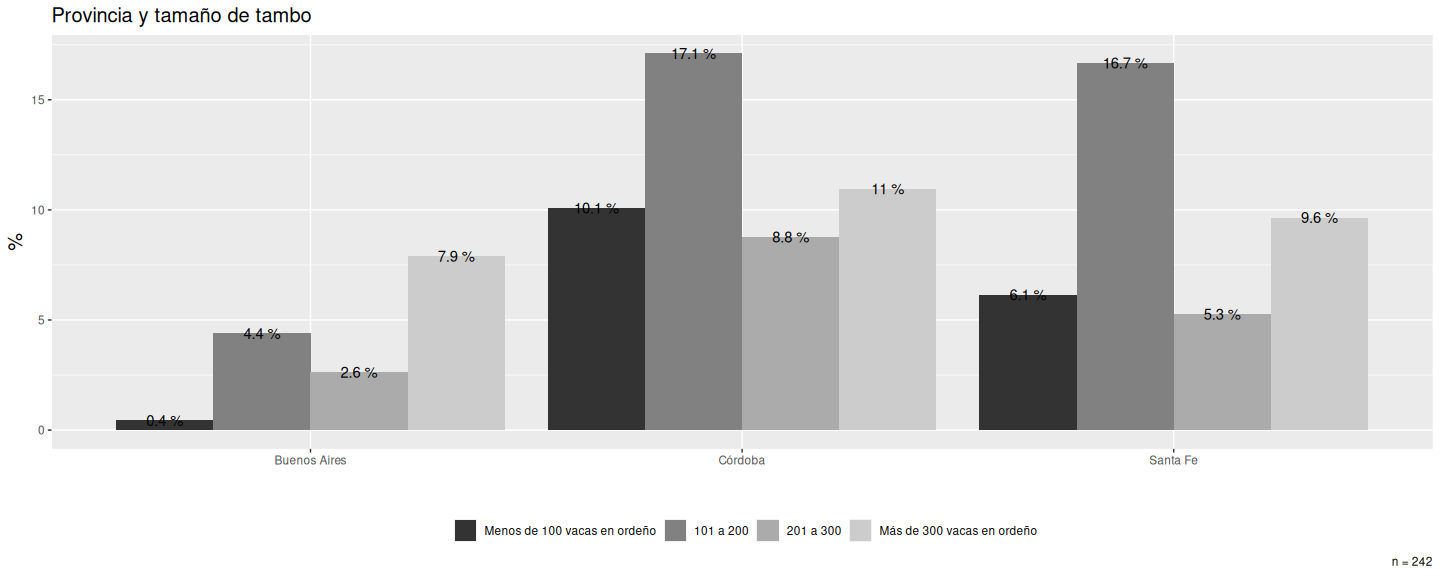 Provincia y tamaño de tambo
%
15
10
5
0
0.4 %
4.4 %
2.6 %
7.9 %
10.1 %
17.1 %
8.8 %
11 %
6.1 %
16.7 %
5.3 %
9.6 %
Buenos Aires
Córdoba
Santa Fe
Menos de 100 vacas en ordeño
101 a 200
201 a 300
Más de 300 vacas en ordeño
n = 242